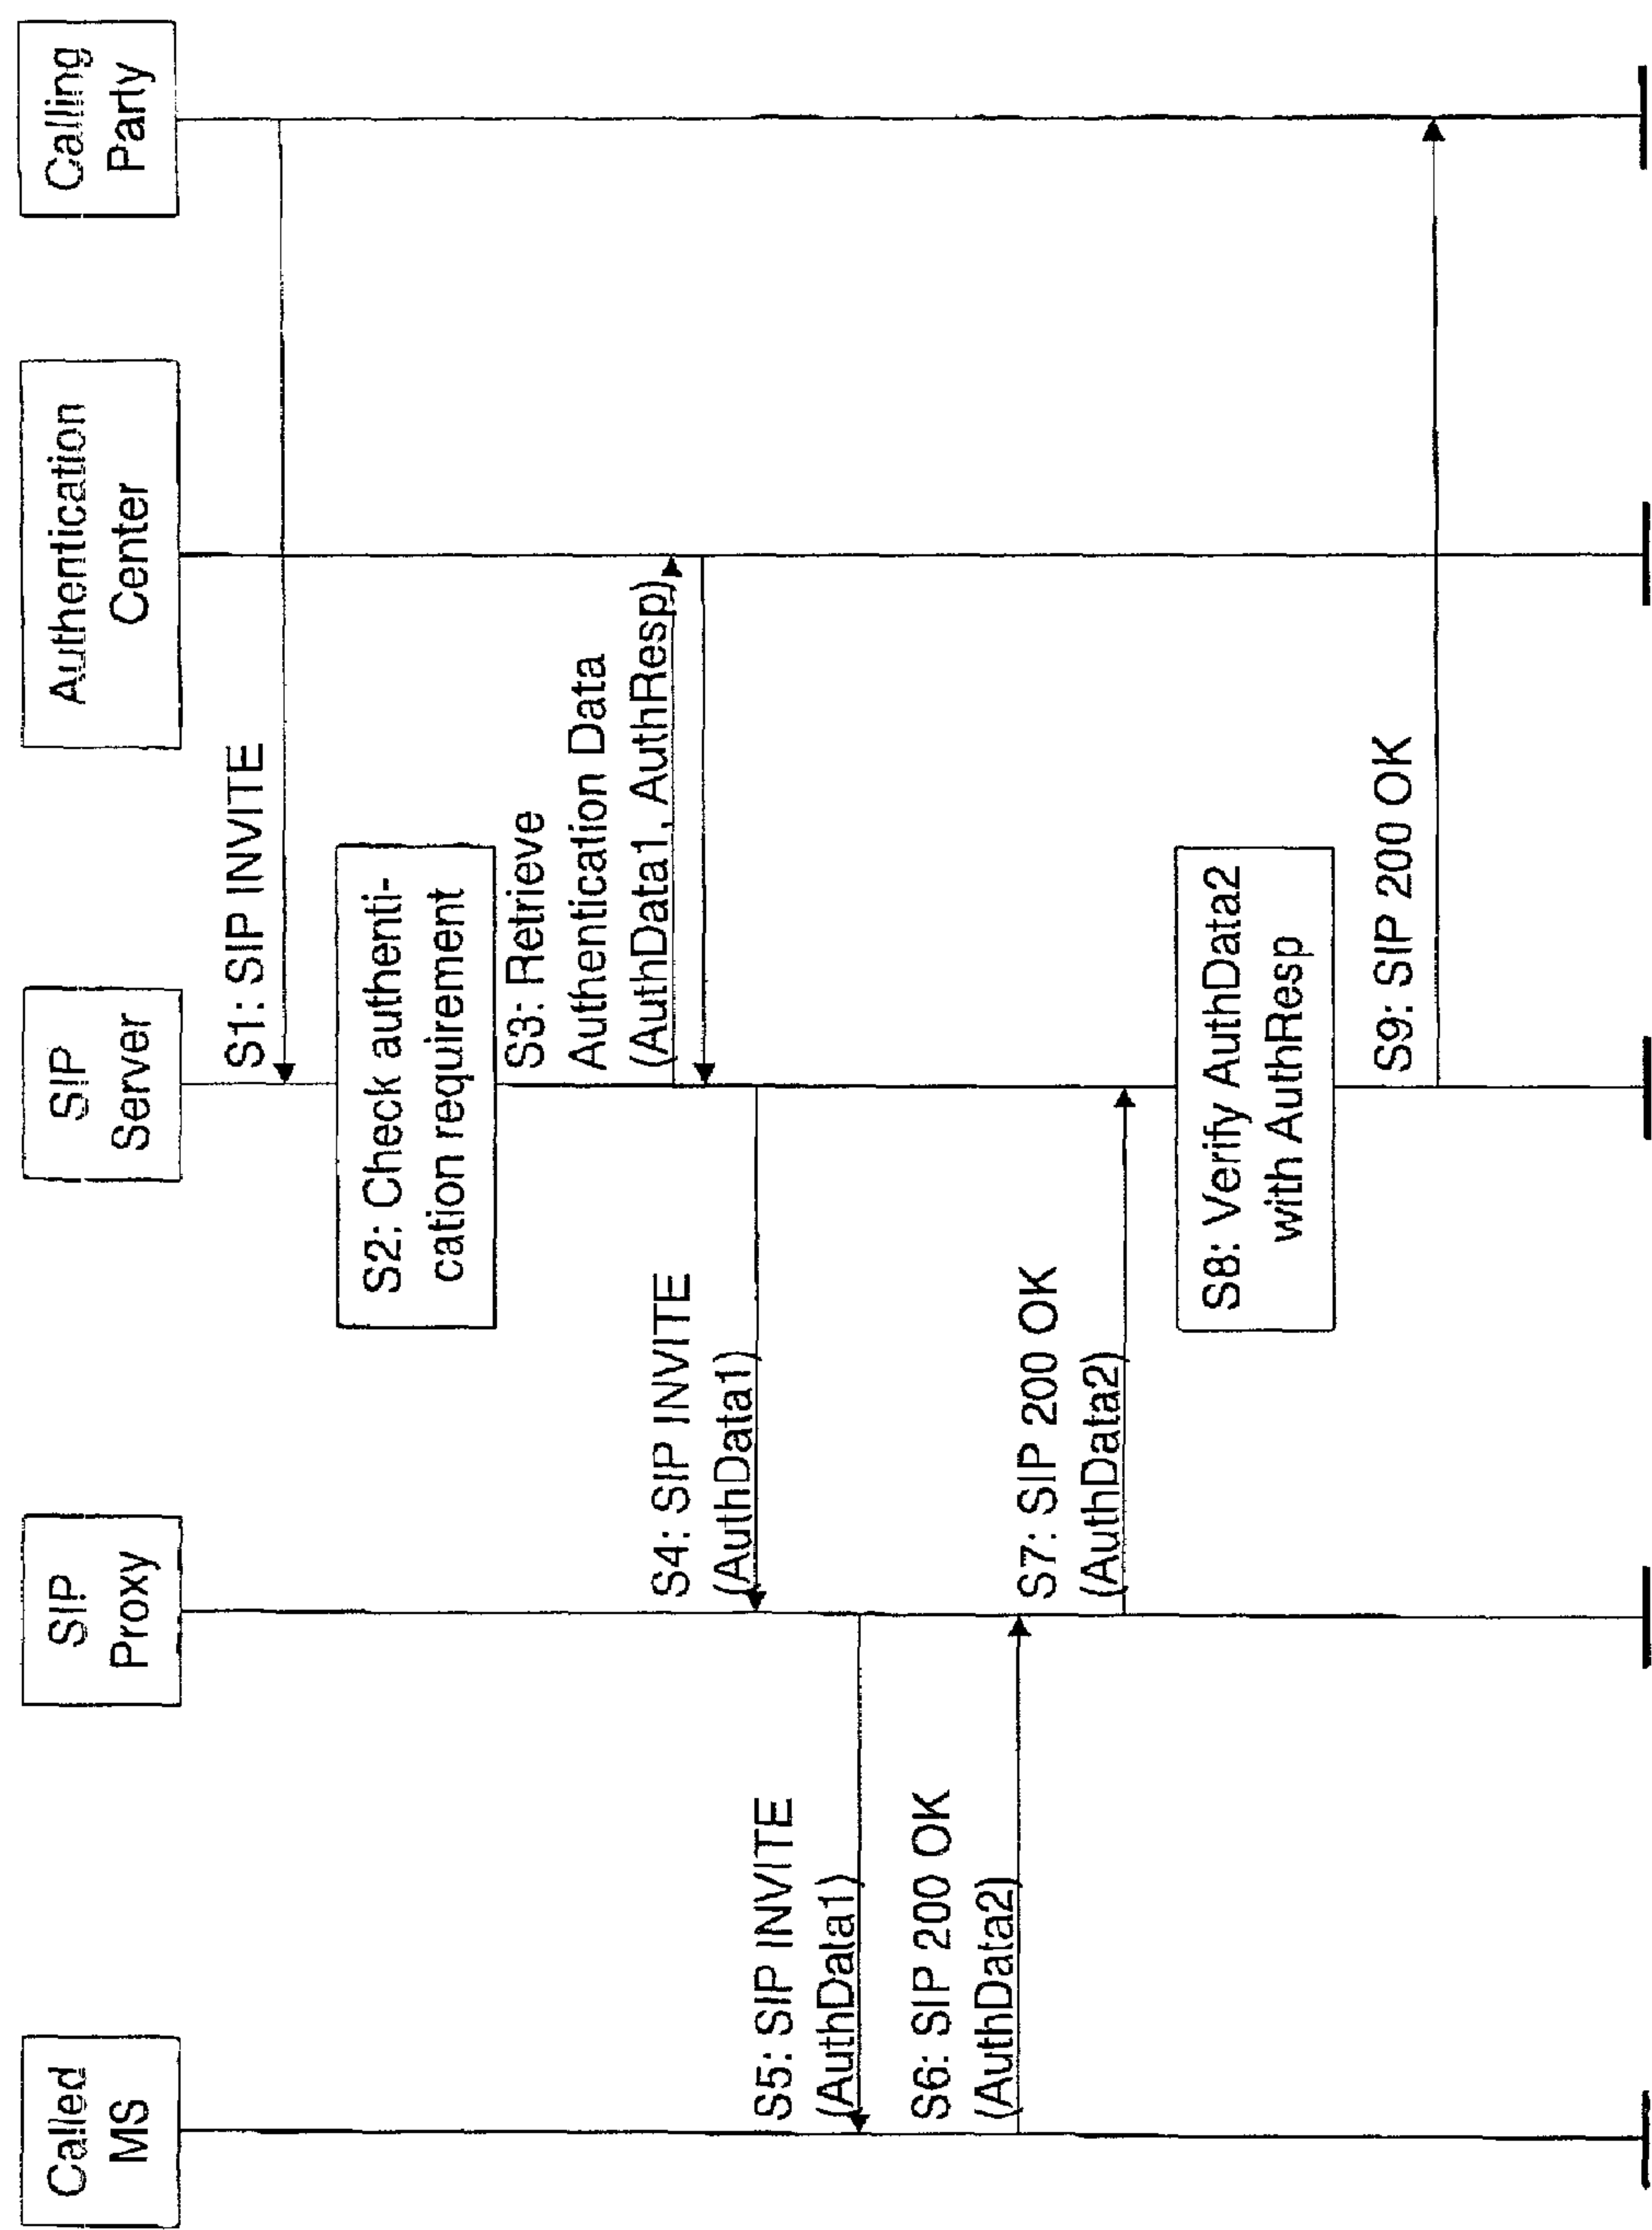 Called
MS
SIP
Proxy
SIP
Server
Authentication
Center
Calling
Party
S1: SIP INVITE
S2: Check authenti-
cation requirement
S3: Retrieve
Authentication Data
(AuthData1, AuthResp)
S4: SIP INVITE
(AuthData1)
S5: SIP INVITE
(AuthData1)
S6: SIP 200 OK
(AuthData2)
S7: SIP 200 OK
(AuthData2)
S8: Verify AuthData2
with AuthResp
S9: SIP 200 OK